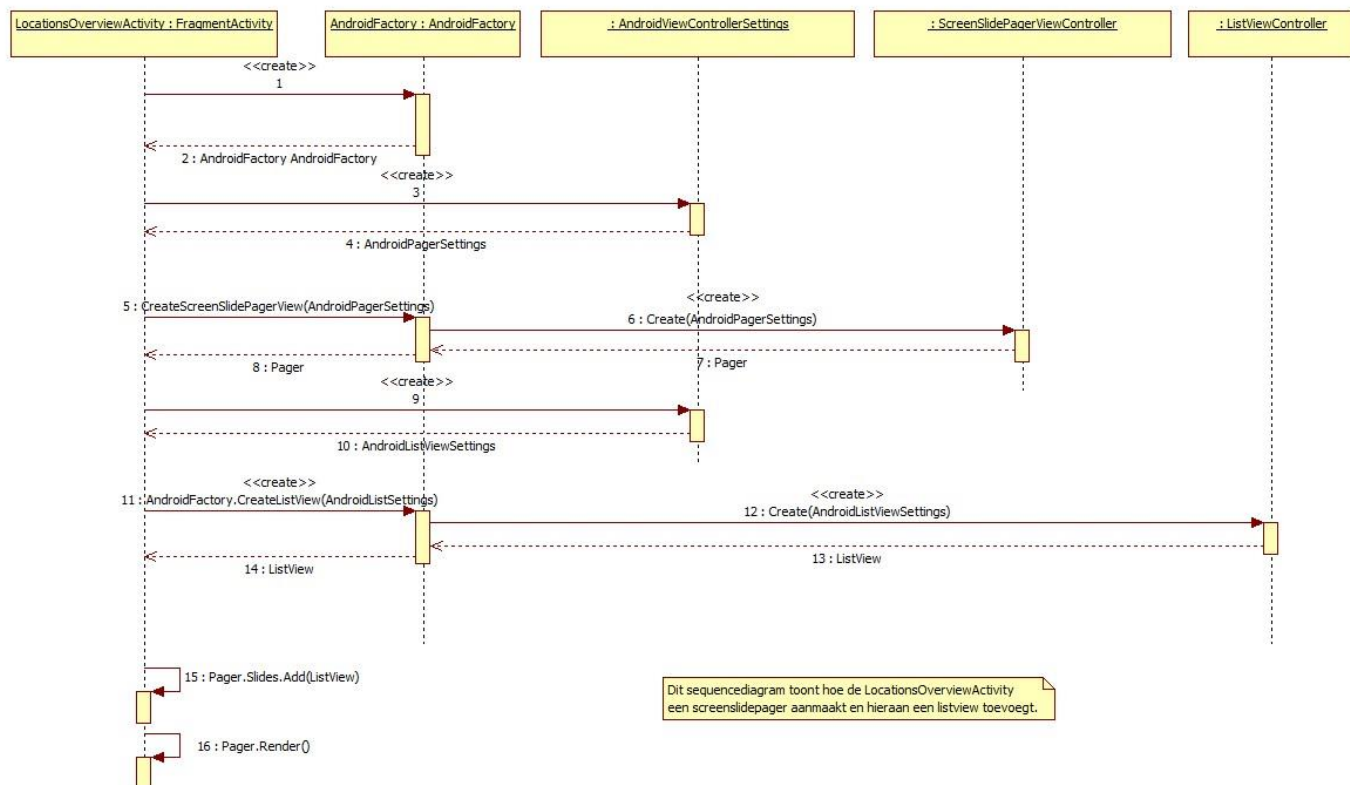 LocationsOverviewActivity : FragmentActivity
AndroidFactory : AndroidFactory
: AndroidViewControllerSettings
: ScreenSlidePagerViewController
: ListViewController
<<create>>
1
2 : AndroidFactory AndroidFactory
<<create>>
3
4 : AndroidPagerSettings
5 : CreateScreenSlidePagerView(AndroidPagerSettings)
<<create>>
6 : Create(AndroidPagerSettings)
7 : Pager
8 : Pager
<<create>>
9
10 : AndroidListViewSettings
<<create>>
11 : AndroidFactory.CreateListView(AndroidListSettings)
<<create>>
12 : Create(AndroidListViewSettings)
13 : ListView
14 : ListView
15 : Pager.Slides.Add(ListView)
Dit sequencediagram toont hoe de LocationsOverviewActivity
een screenslidepager aanmaakt en hieraan een listview toevoegt.
16 : Pager.Render()